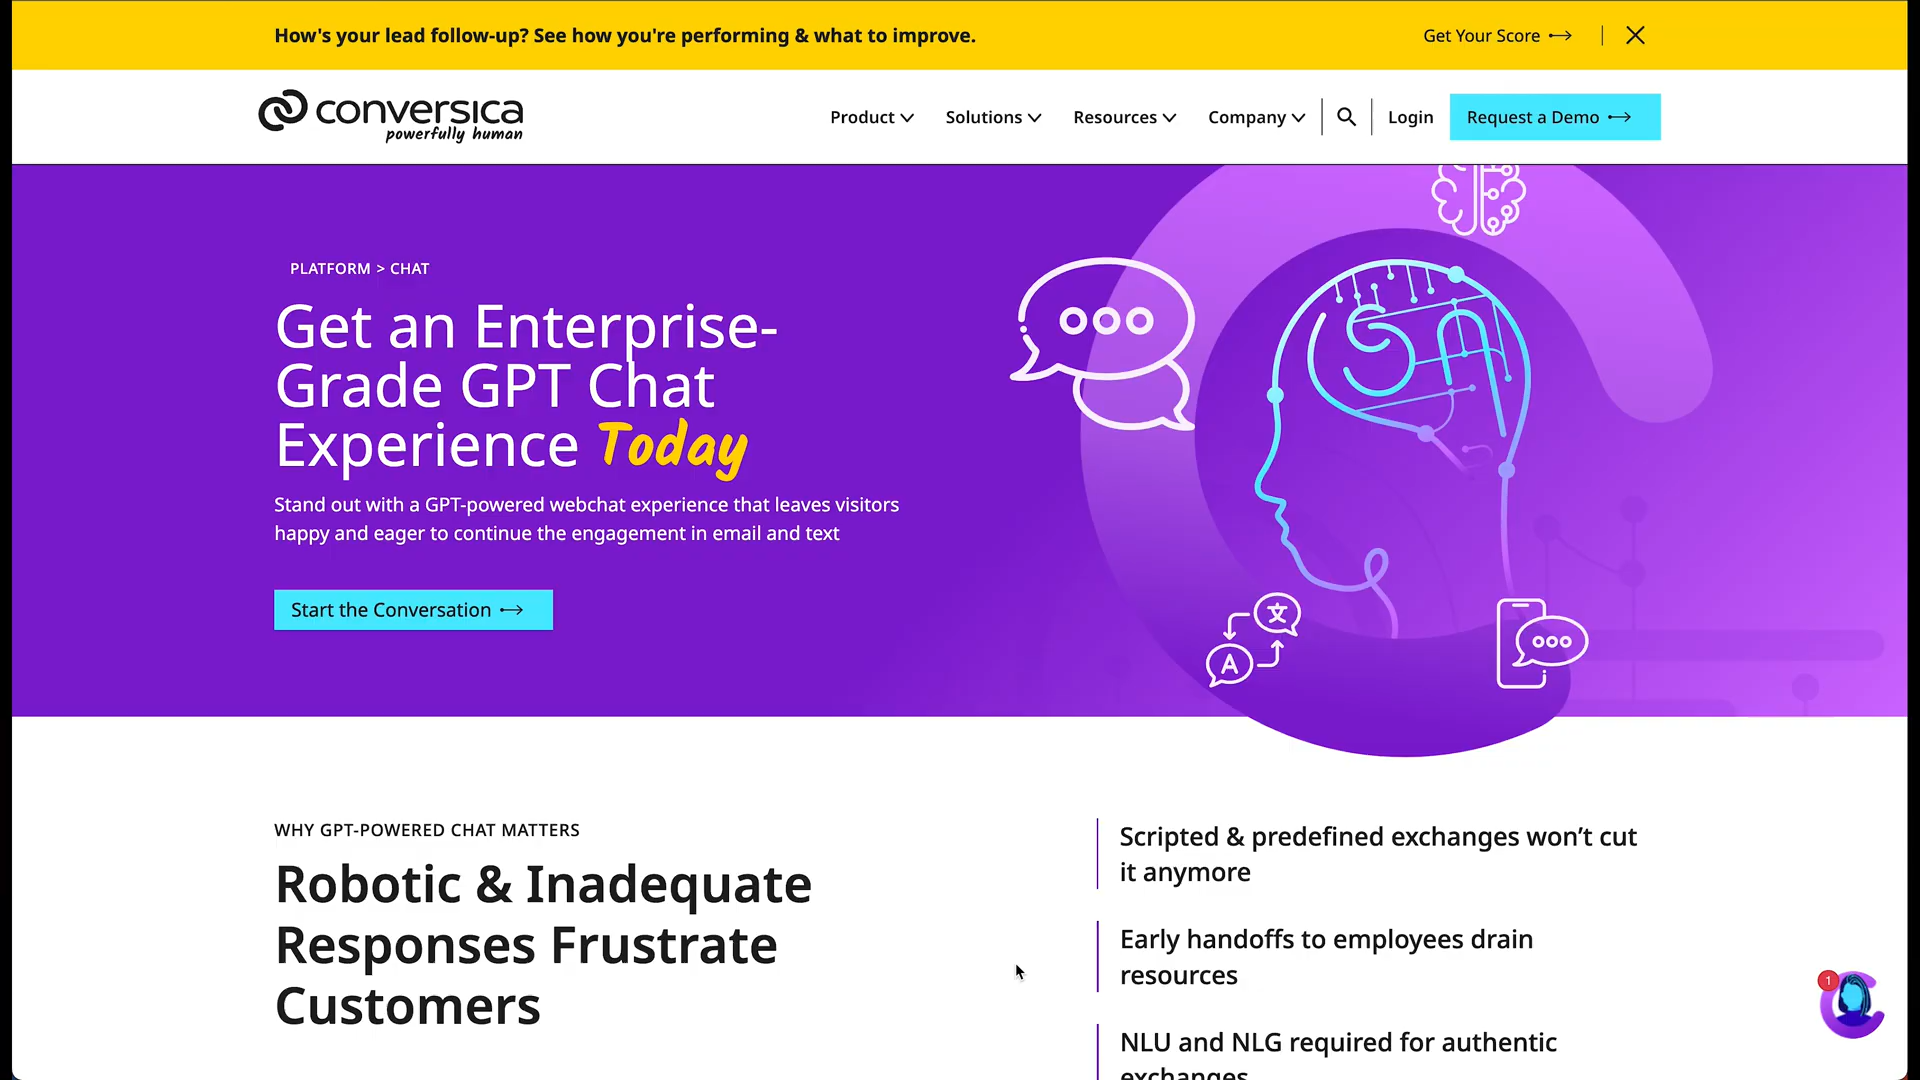 How's your lead follow-up? See how you're performing & what to improve.
Get Your Score
conversica
powerfully human
Product
Solutions
Resources
Company
Login
Request a Demo
PLATFORM > CHAT
Get an Enterprise-
Grade GPT Chat
Experience Today
Stand out with a GPT-powered webchat experience that leaves visitors
happy and eager to continue the engagement in email and text
Start the Conversation
文
A
WHY GPT-POWERED CHAT MATTERS
Robotic & Inadequate
Responses Frustrate
Customers
Scripted & predefined exchanges won’t cut
it anymore
Early handoffs to employees drain
resources
NLU and NLG required for authentic
exchanges
1